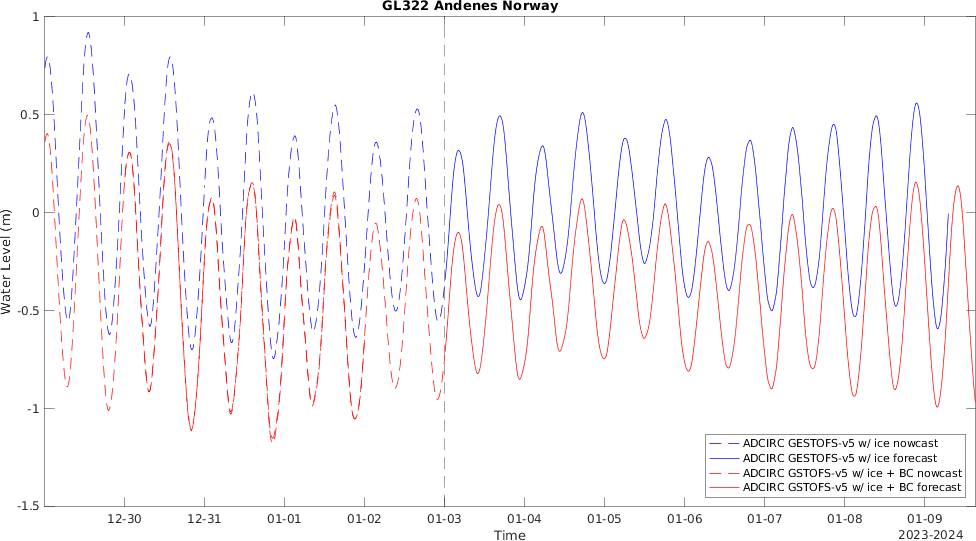 GL322 Andenes Norway
1
0.5
0
-0.5
-1
-1.5
Water Level (m)
12-30 12-31 01-01 01-02 01-03 01-04 01-05 01-06 01-07 01-08 01-09
Time
2023-2024
ADCIRC GESTOFS-v5 w/ ice nowcast
ADCIRC GESTOFS-v5 w/ ice forecast
ADCIRC GSTOFS-v5 w/ ice + BC nowcast
ADCIRC GSTOFS-v5 w/ ice + BC forecast